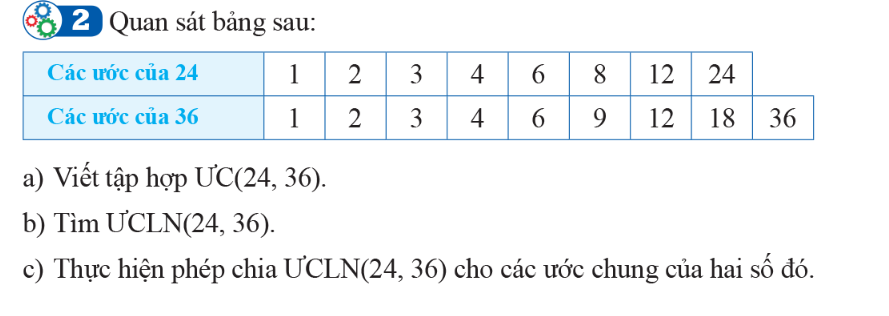 2 Quan sát bảng sau:
Các ước của 24 1 2 3 4 6 8 12 24
Các ước của 36 1 2 3 4 6 9 12 18 36
a) Viết tập hợp ƯC(24, 36).
b) Tìm ƯCLN(24, 36).
c) Thực hiện phép chia ƯCLN(24, 36) cho các ước chung của hai số đó.